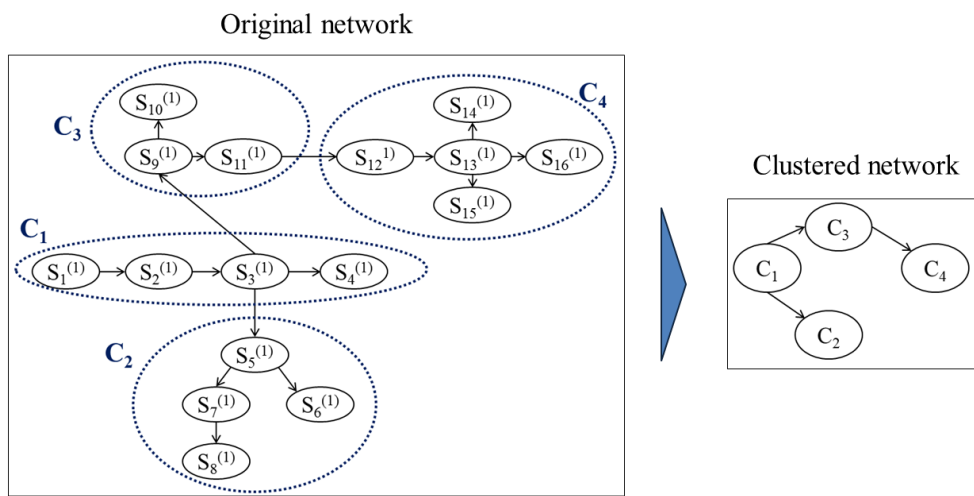 Original network
S₁₀⁽¹⁾
S₁₄⁽¹⁾
C₄
C₃
S₉⁽¹⁾ S₁₁⁽¹⁾ S₁₂¹⁾ S₁₃⁽¹⁾ S₁₆⁽¹⁾
S₁₅⁽¹⁾
C₁
S₁⁽¹⁾ S₂⁽¹⁾ S₃⁽¹⁾ S₄⁽¹⁾
C₂
S₅⁽¹⁾
S₇⁽¹⁾ S₆⁽¹⁾
S₈⁽¹⁾
Clustered network
C₃
C₁ C₄
C₂